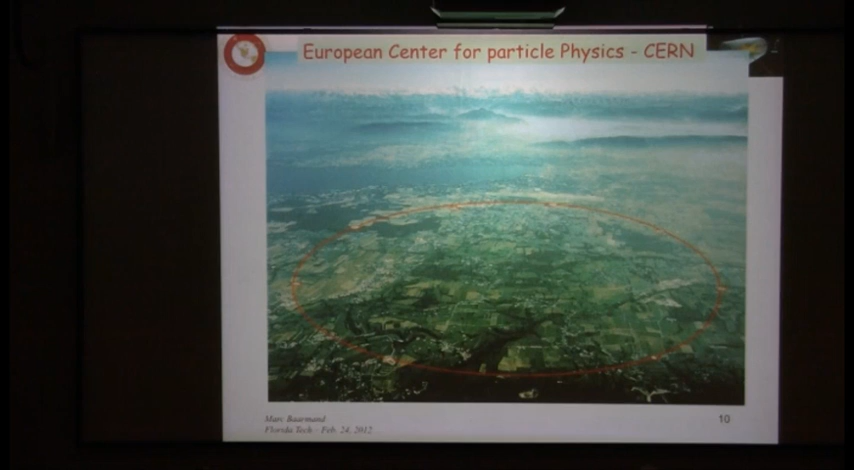 European Center for particle Physics - CERN
Marc Baarmand
10
Florida Tech - Feb. 24, 2012